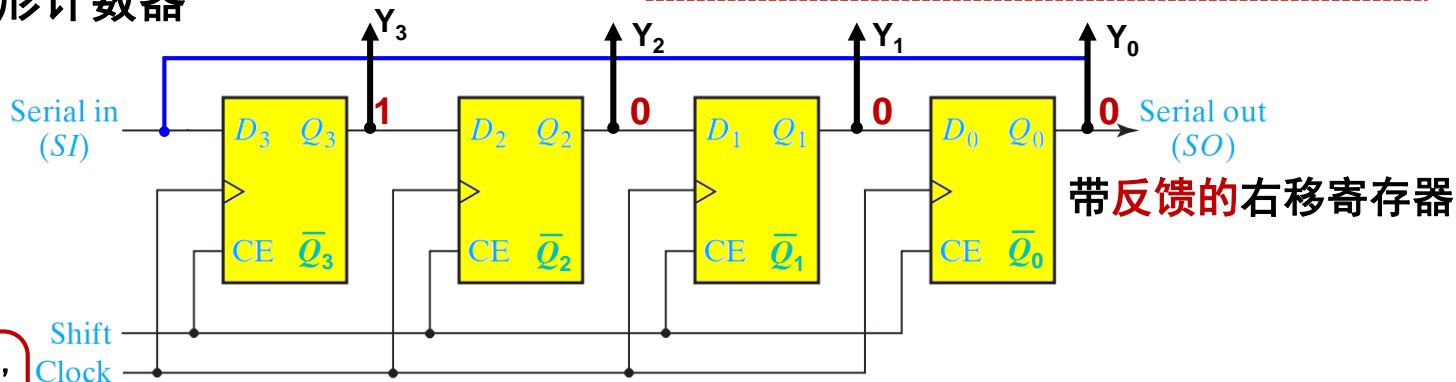 形计数器
Y3 Y2 Y1 Y0
1 0 0 0
Serial in
(SI)
D3 Q3 D2 Q2 D1 Q1 D0 Q0
Serial out
(SO)
带反馈的右移寄存器
CE Q̅3 CE Q̅2 CE Q̅1 CE Q̅0
Shift
,
Clock